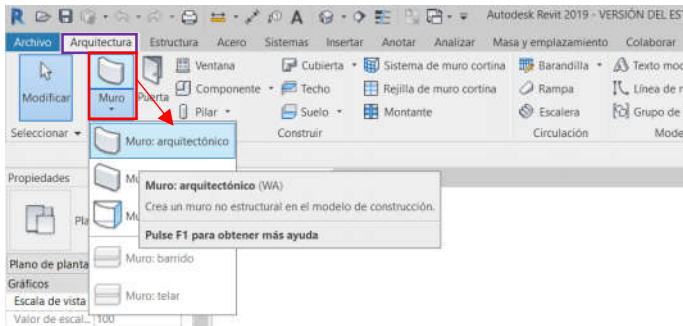 Autodesk Revit 2019 - VERSIÓN DEL ES
Archivo Arquitectura Estructura Acero Sistemas Insertar Anotar Analizar Masa y emplazamiento Colaborar
Modificar
Muro
Puerta
Ventana
Componente
Pilar
Cubierta
Techo
Suelo
Sistema de muro cortina
Rejilla de muro cortina
Montante
Barandilla
Rampa
Escalera
Texto mod
Línea de r
Grupo de
Seleccionar Construir Circulación Mode
Muro: arquitectónico
Propiedades
Mu
Muro: arquitectónico (WA)
Crea un muro no estructural en el modelo de construcción.
Pla
Mu
Pulse F1 para obtener más ayuda
Plano de planta
Muro: barrido
Gráficos
Escala de vista
Muro: telar
Valor de escal... 100